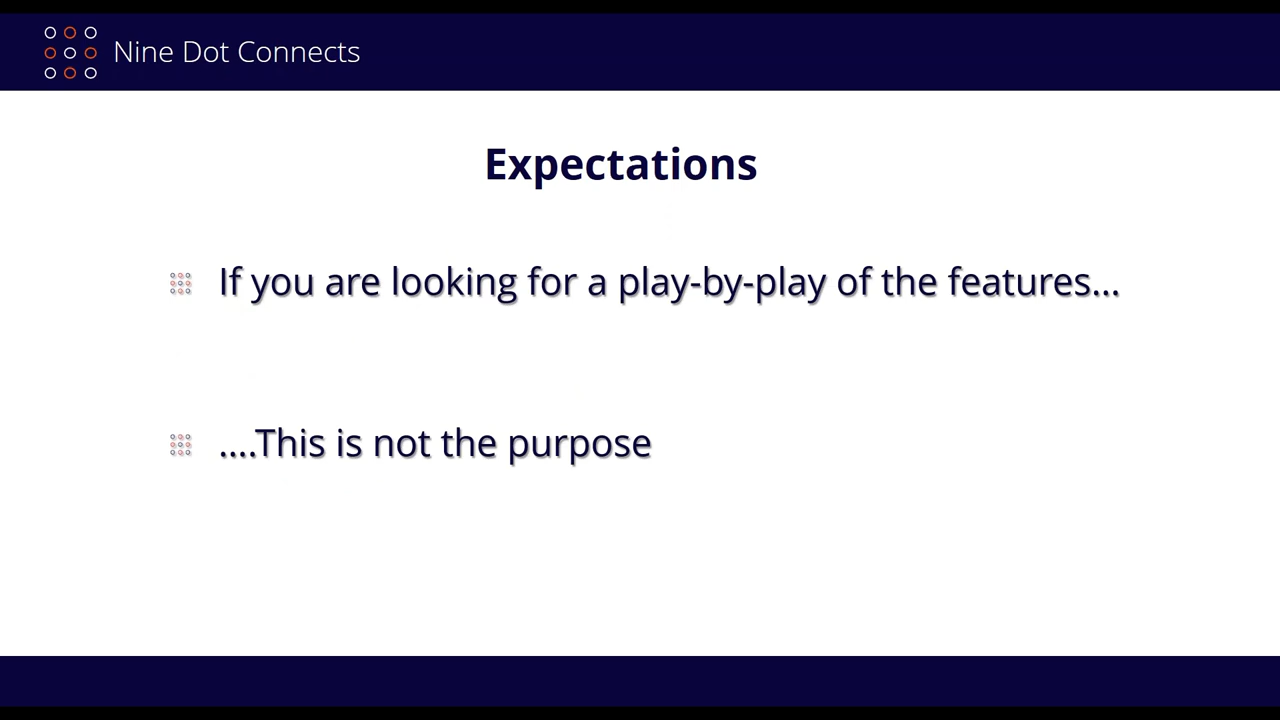 Nine Dot Connects
Expectations
If you are looking for a play-by-play of the features...
....This is not the purpose